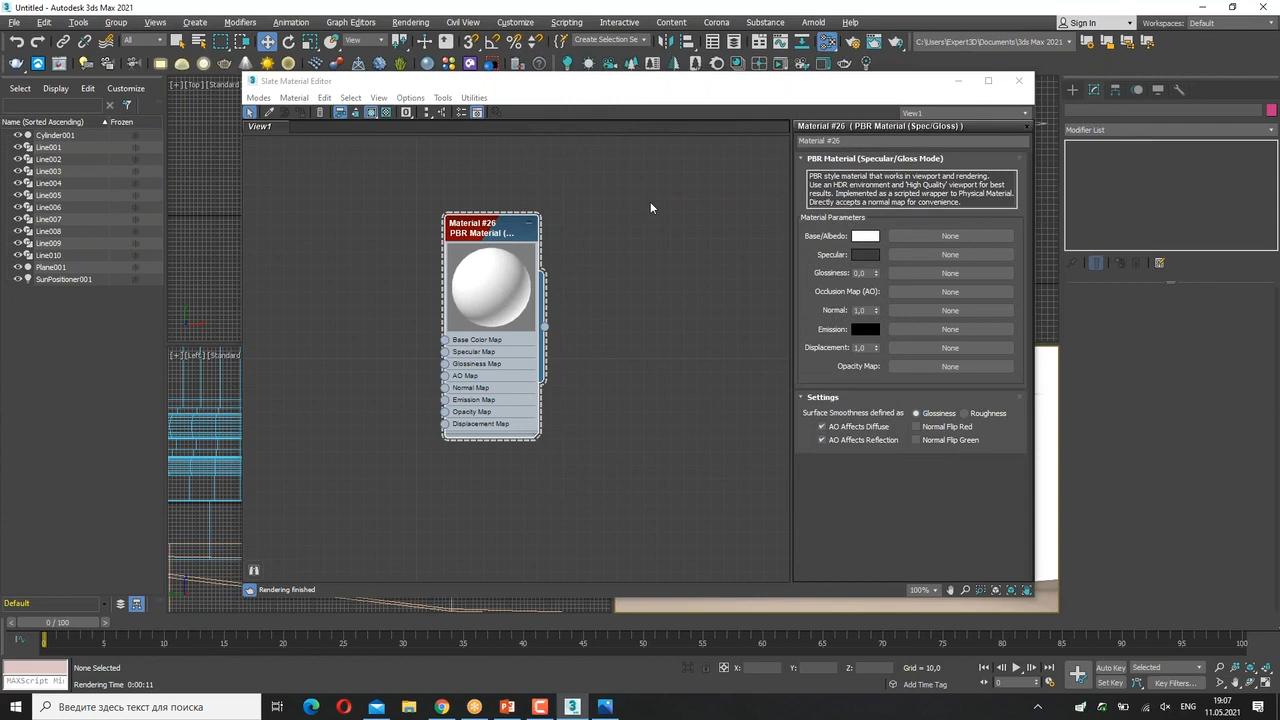 Untitled - Autodesk 3ds Max 2021
File Edit Tools Group Views Create Modifiers Animation Graph Editors Rendering Civil View Customize Scripting Interactive Content Corona Substance Arnold Help Sign In Workspaces: Default
All View Create Selection Se C:\Users\Expert3D\Documents\3ds Max 2021
Select Display Edit Customize
Name (Sorted Ascending) Frozen
Cylinder001
Line001
Line002
Line003
Line004
Line005
Line006
Line007
Line008
Line009
Line010
Plane001
SunPositioner001
Default
[+] [Top] [Standard
[+] [Left] [Standard
Slate Material Editor
Modes Material Edit Select View Options Tools Utilities
View1
View1
Material #26
PBR Material (...
Base Color Map
Specular Map
Glossiness Map
AO Map
Normal Map
Emission Map
Opacity Map
Displacement Map
Rendering finished
100%
Material #26 ( PBR Material (Spec/Gloss) )
Material #26
PBR Material (Specular/Gloss Mode)
PBR style material that works in viewport and rendering.
Use an HDR environment and 'High Quality' viewport for best
results. Implemented as a scripted wrapper to Physical Material.
Directly accepts a normal map for convenience.
Material Parameters
Base/Albedo: None
Specular: None
Glossiness: 0,0 None
Occlusion Map (AO): None
Normal: 1,0 None
Emission: None
Displacement: 1,0 None
Opacity Map: None
Settings
Surface Smoothness defined as Glossiness Roughness
AO Affects Diffuse Normal Flip Red
AO Affects Reflection Normal Flip Green
Modifier List
0 / 100
0 5 10 15 20 25 30 35 40 45 50 55 60 65 70 75 80 85 90 95 100
None Selected X: Y: Z: Grid = 10,0 Auto Key Selected
MAXScript Mi Rendering Time 0:00:11 Add Time Tag 0 Set Key Key Filters...
Введите здесь текст для поиска
19:07
11.05.2021